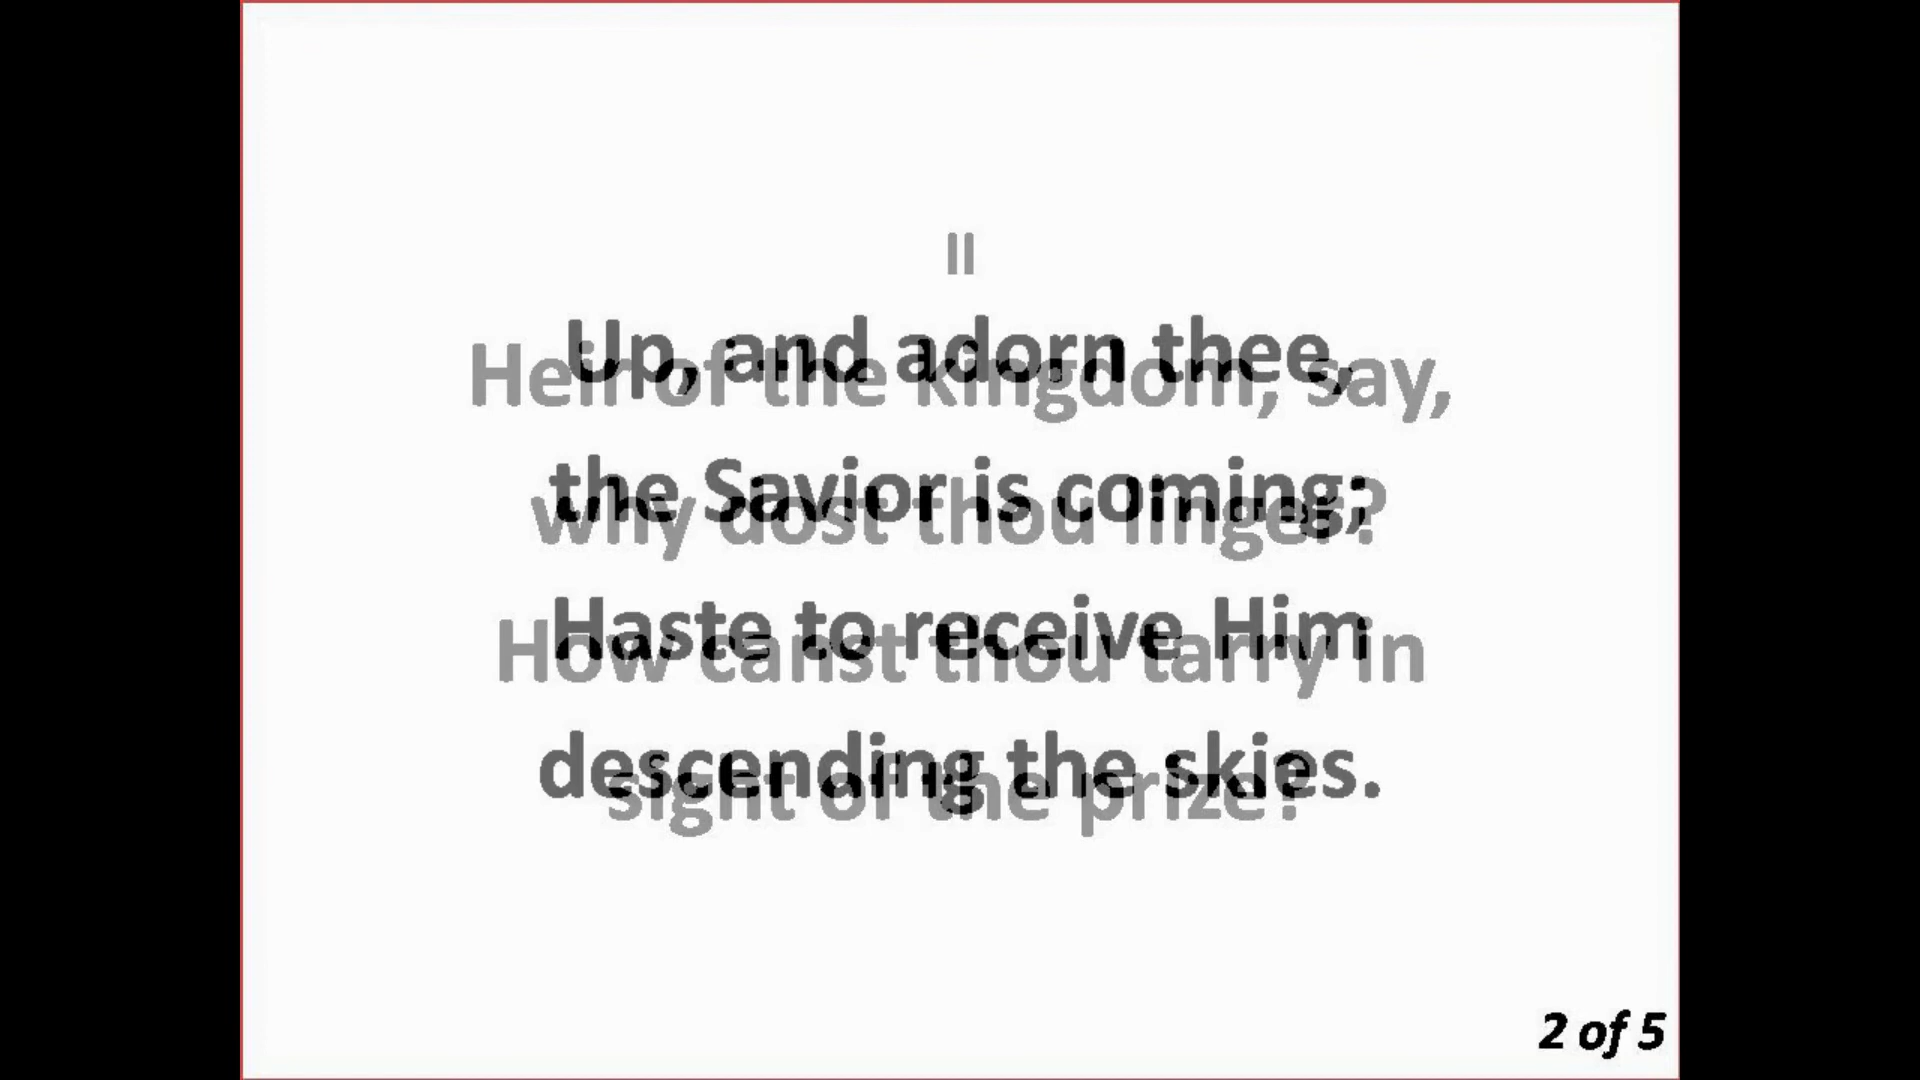 II
Heir of the kingdom, say,
why dost thou linger?
How canst thou tarry in
sight of the prize?
Up, and adorn thee,
the Savior is coming;
Haste to receive Him
descending the skies.
2 of 5